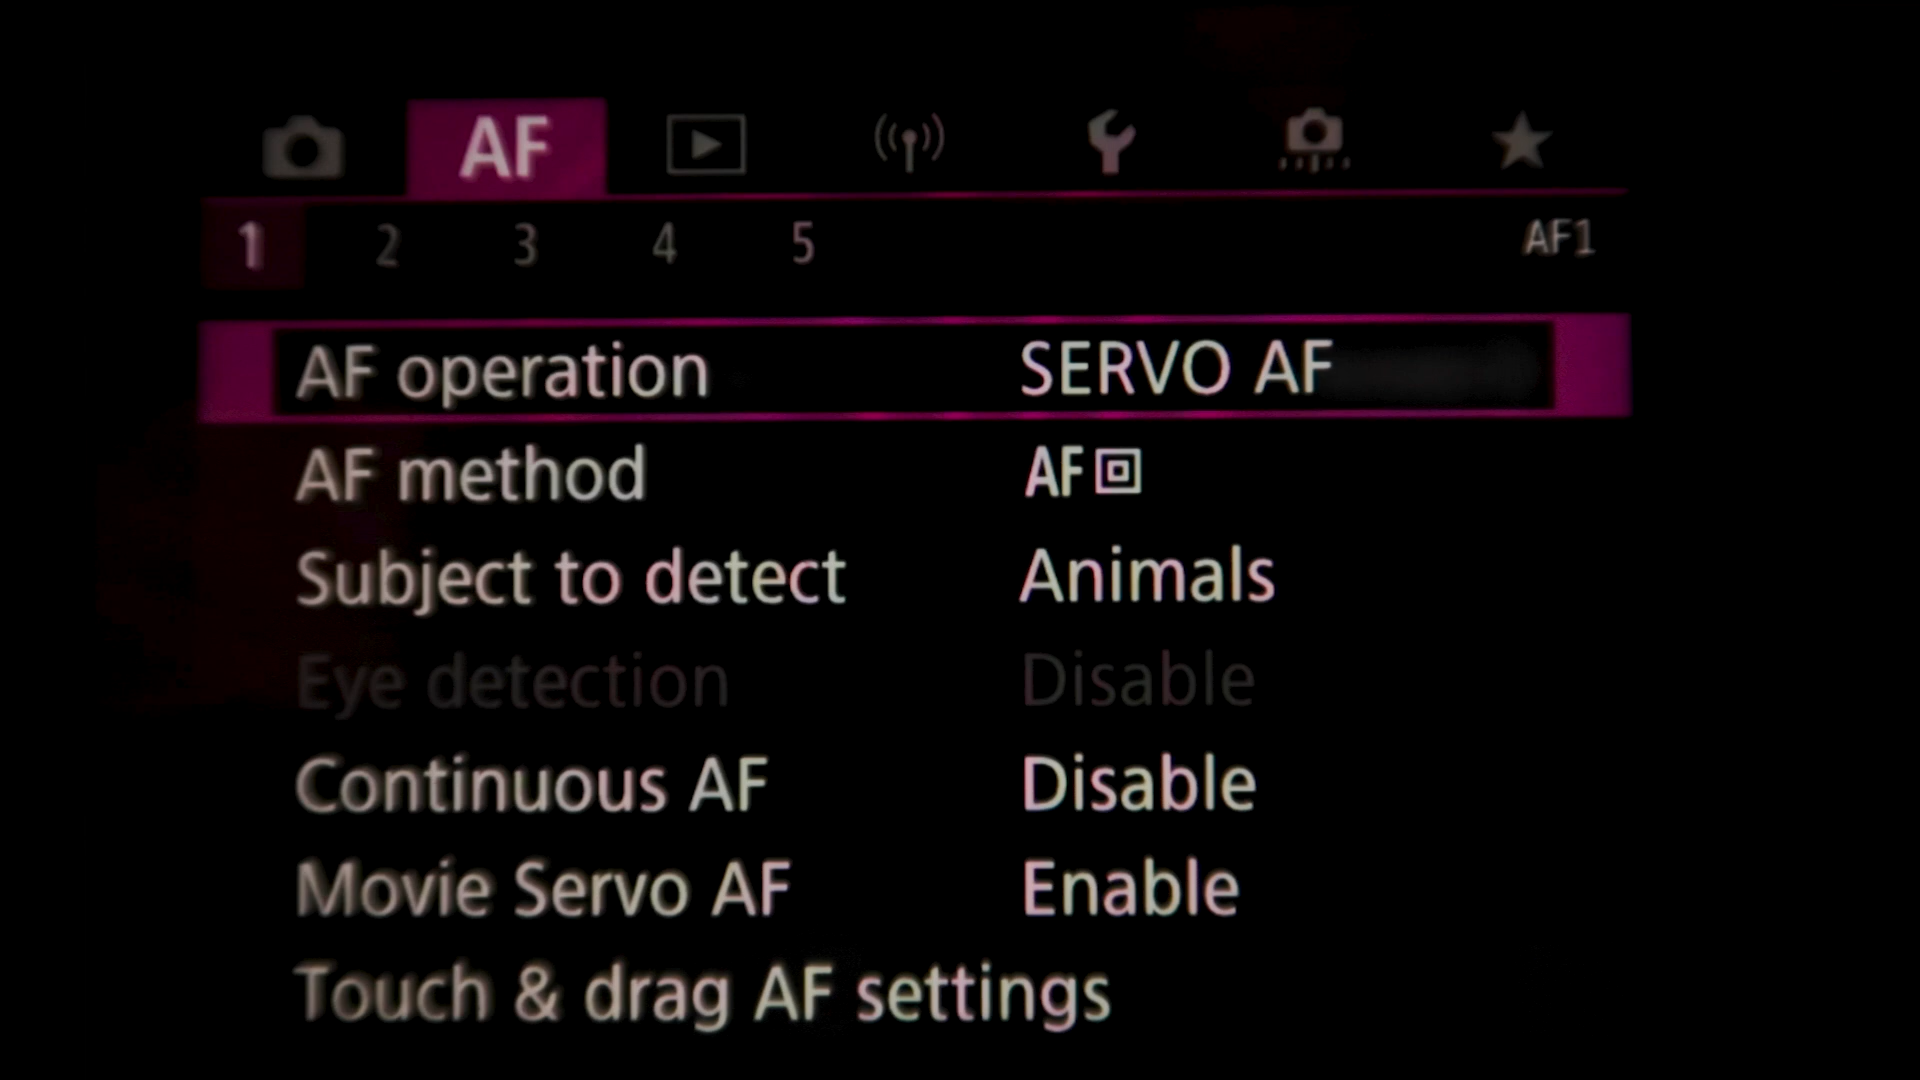 AF
1 2 3 4 5 AF1
AF operation SERVO AF
AF method AF
Subject to detect Animals
Eye detection Disable
Continuous AF Disable
Movie Servo AF Enable
Touch & drag AF settings